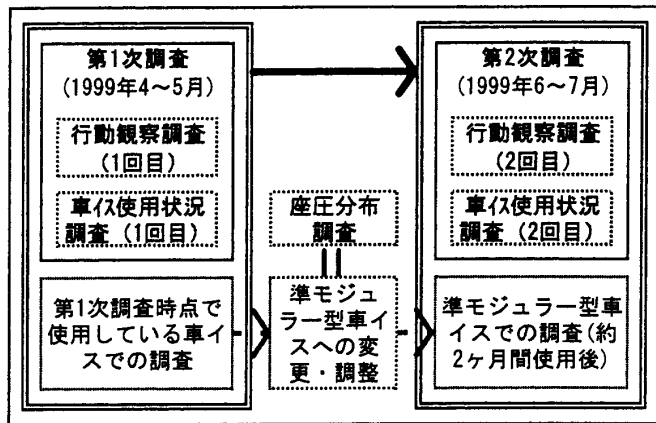 第1次調査
(1999年4～5月)
行動観察調査
(1回目)
車イス使用状況
調査(1回目)
第1次調査時点で
使用している車イ
スでの調査
座圧分布
調査
準モジュ
ラー型車イ
スへの変
更・調整
第2次調査
(1999年6～7月)
行動観察調査
(2回目)
車イス使用状況
調査(2回目)
準モジュラー型車
イスでの調査(約
2ヶ月間使用後)